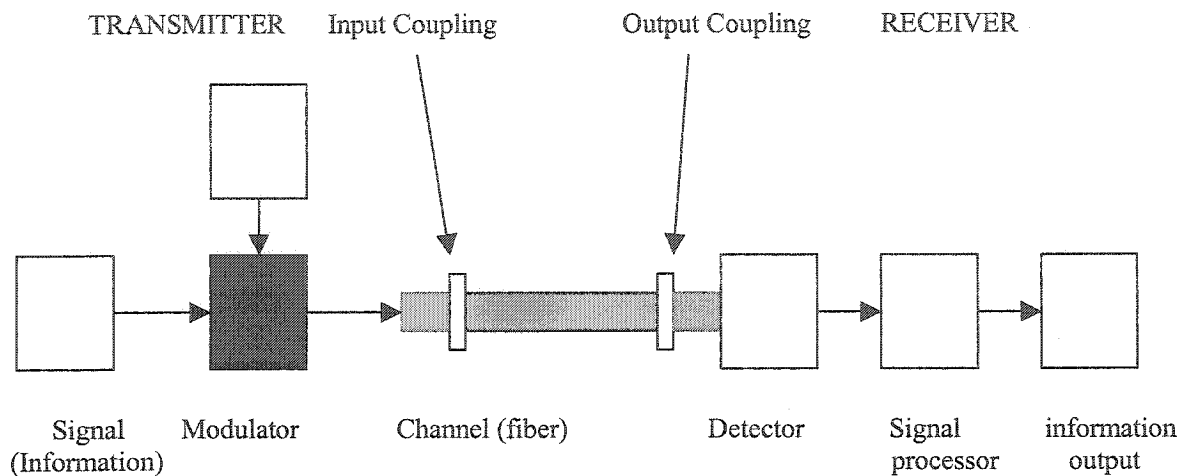 TRANSMITTER Input Coupling Output Coupling RECEIVER
Signal Modulator Channel (fiber) Detector Signal information
(Information) processor output